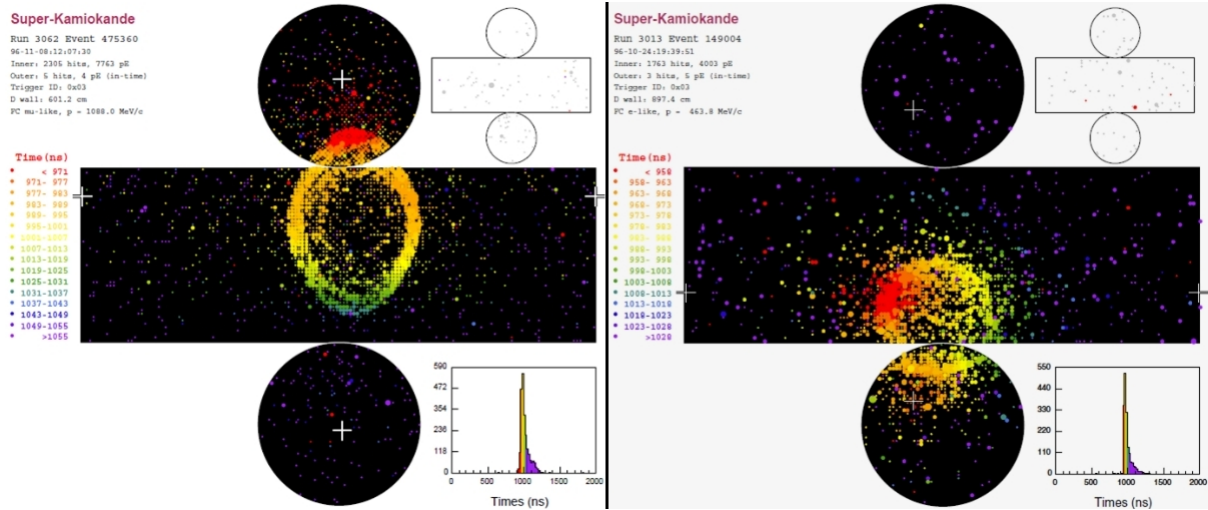 Super-Kamiokande
Run 3062 Event 475360
96-11-08:12:07:30
Inner: 2305 hits, 7763 pE
Outer: 5 hits, 4 pE (in-time)
Trigger ID: 0x03
D wall: 601.2 cm
FC mu-like, p = 1088.0 MeV/c
Time(ns)
< 971
971- 977
977- 983
983- 989
989- 995
995-1001
1001-1007
1007-1013
1013-1019
1019-1025
1025-1031
1031-1037
1037-1043
1043-1049
1049-1055
>1055
590
472
354
236
118
0
0 500 1000 1500 2000
Times (ns)
Super-Kamiokande
Run 3013 Event 149004
96-10-24:19:39:51
Inner: 1763 hits, 4003 pE
Outer: 3 hits, 5 pE (in-time)
Trigger ID: 0x03
D wall: 897.4 cm
FC e-like, p = 463.8 MeV/c
Time(ns)
< 958
958- 963
963- 968
968- 973
973- 978
978- 983
983- 988
988- 993
993- 998
998-1003
1003-1008
1008-1013
1013-1018
1018-1023
1023-1028
>1028
550
440
330
220
110
0
0 500 1000 1500 2000
Times (ns)